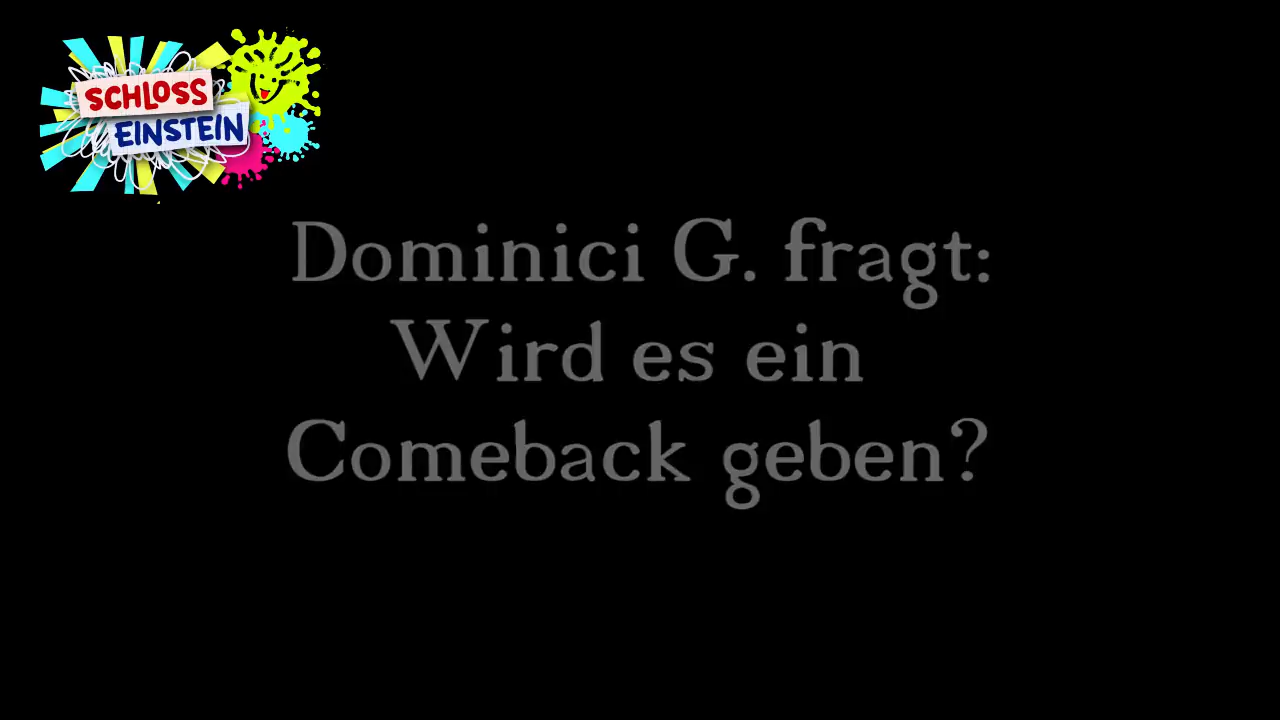 SCHLOSS
EINSTEIN
Dominici G. fragt:
Wird es ein
Comeback geben?